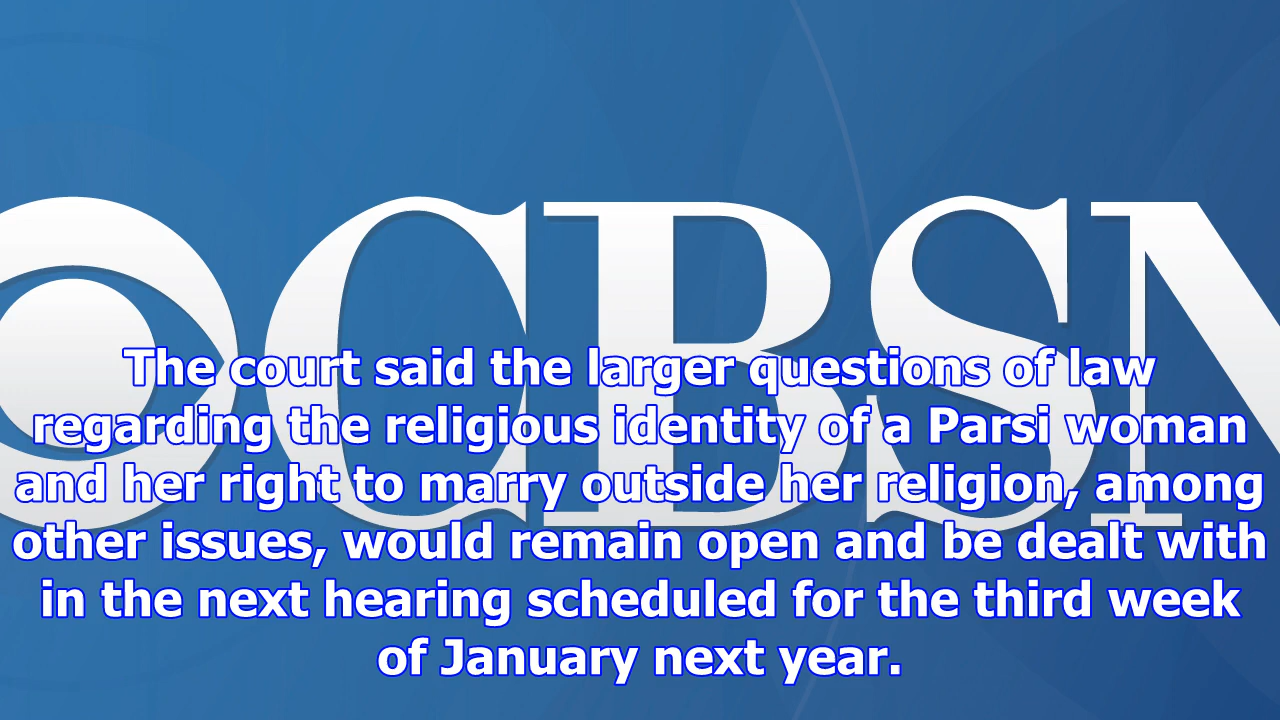 CBSN
The court said the larger questions of law
regarding the religious identity of a Parsi woman
and her right to marry outside her religion, among
other issues, would remain open and be dealt with
in the next hearing scheduled for the third week
of January next year.